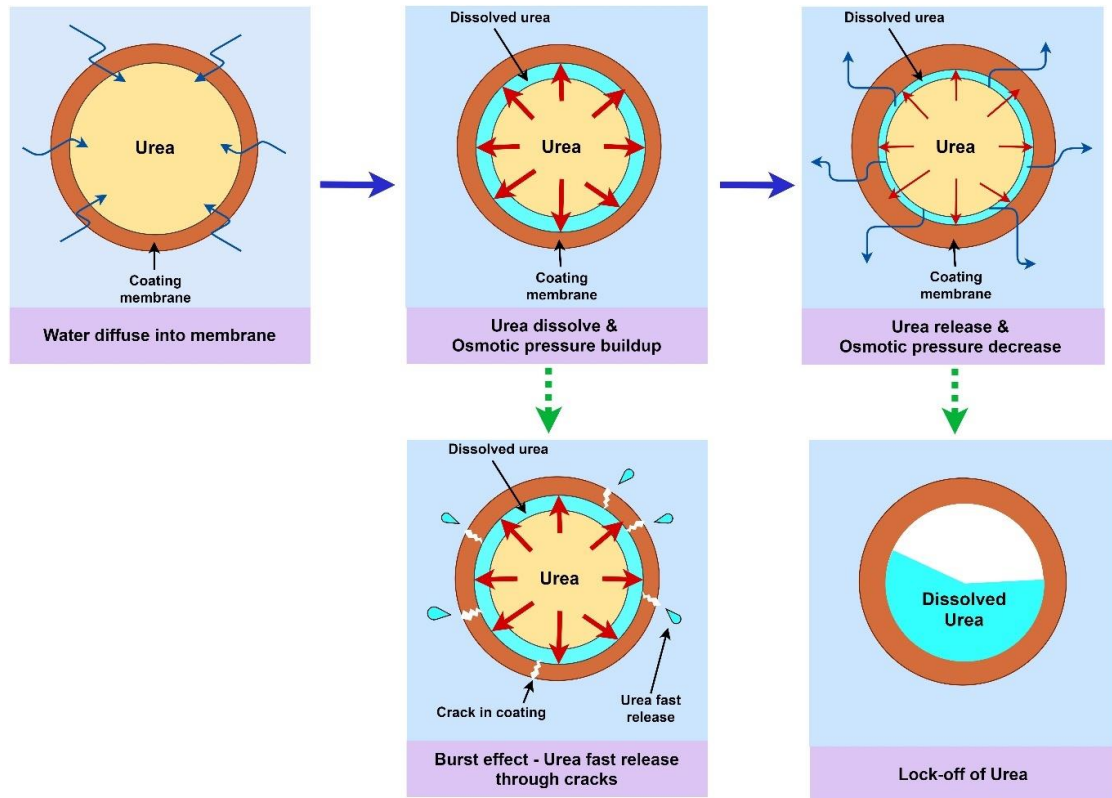 Urea
Coating
membrane
Water diffuse into membrane
Dissolved urea
Urea
Coating
membrane
Urea dissolve &
Osmotic pressure buildup
Dissolved urea
Urea
Coating
membrane
Urea release &
Osmotic pressure decrease
Dissolved urea
Urea
Crack in coating
Urea fast
release
Burst effect - Urea fast release
through cracks
Dissolved
Urea
Lock-off of Urea